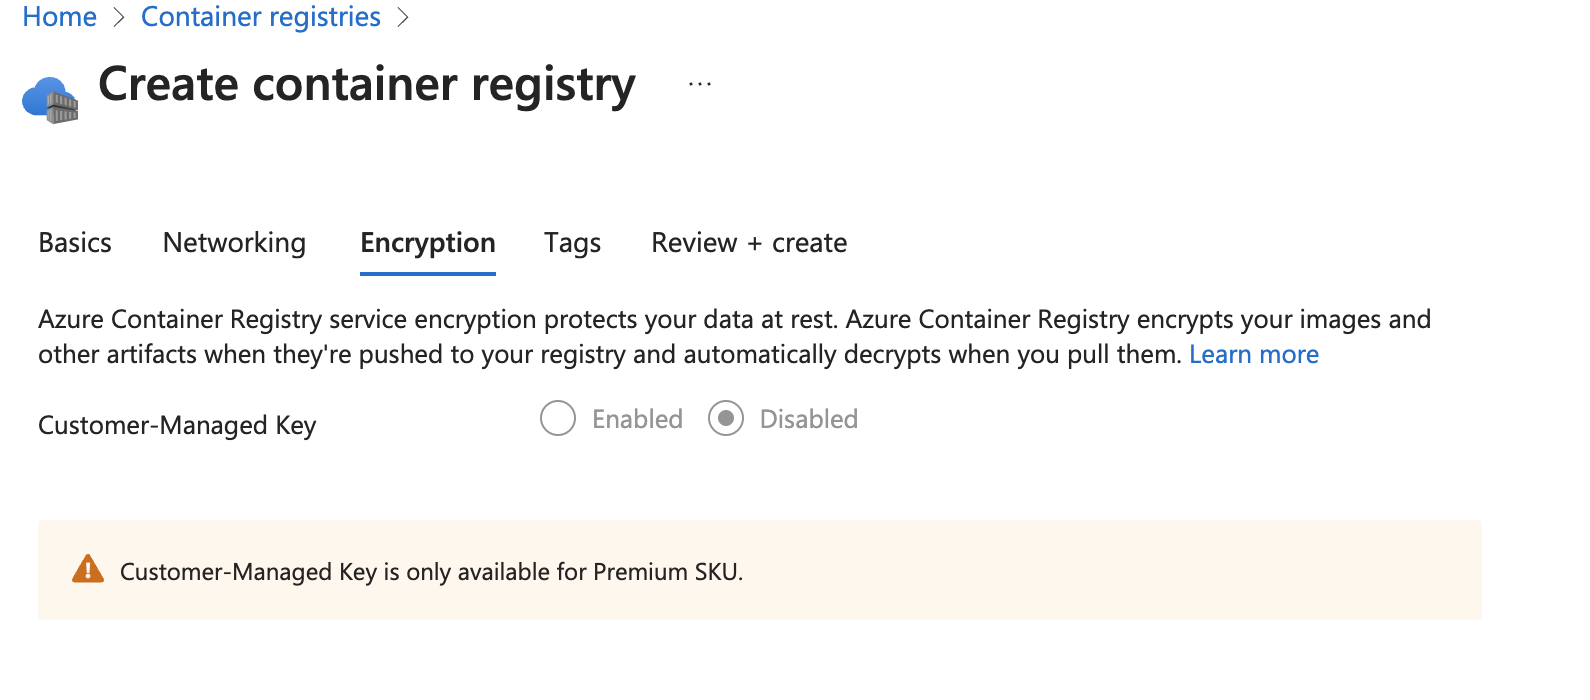 Home > Container registries >
Create container registry ...
Basics Networking Encryption Tags Review + create
Azure Container Registry service encryption protects your data at rest. Azure Container Registry encrypts your images and
other artifacts when they're pushed to your registry and automatically decrypts when you pull them. Learn more
Customer-Managed Key Enabled Disabled
Customer-Managed Key is only available for Premium SKU.